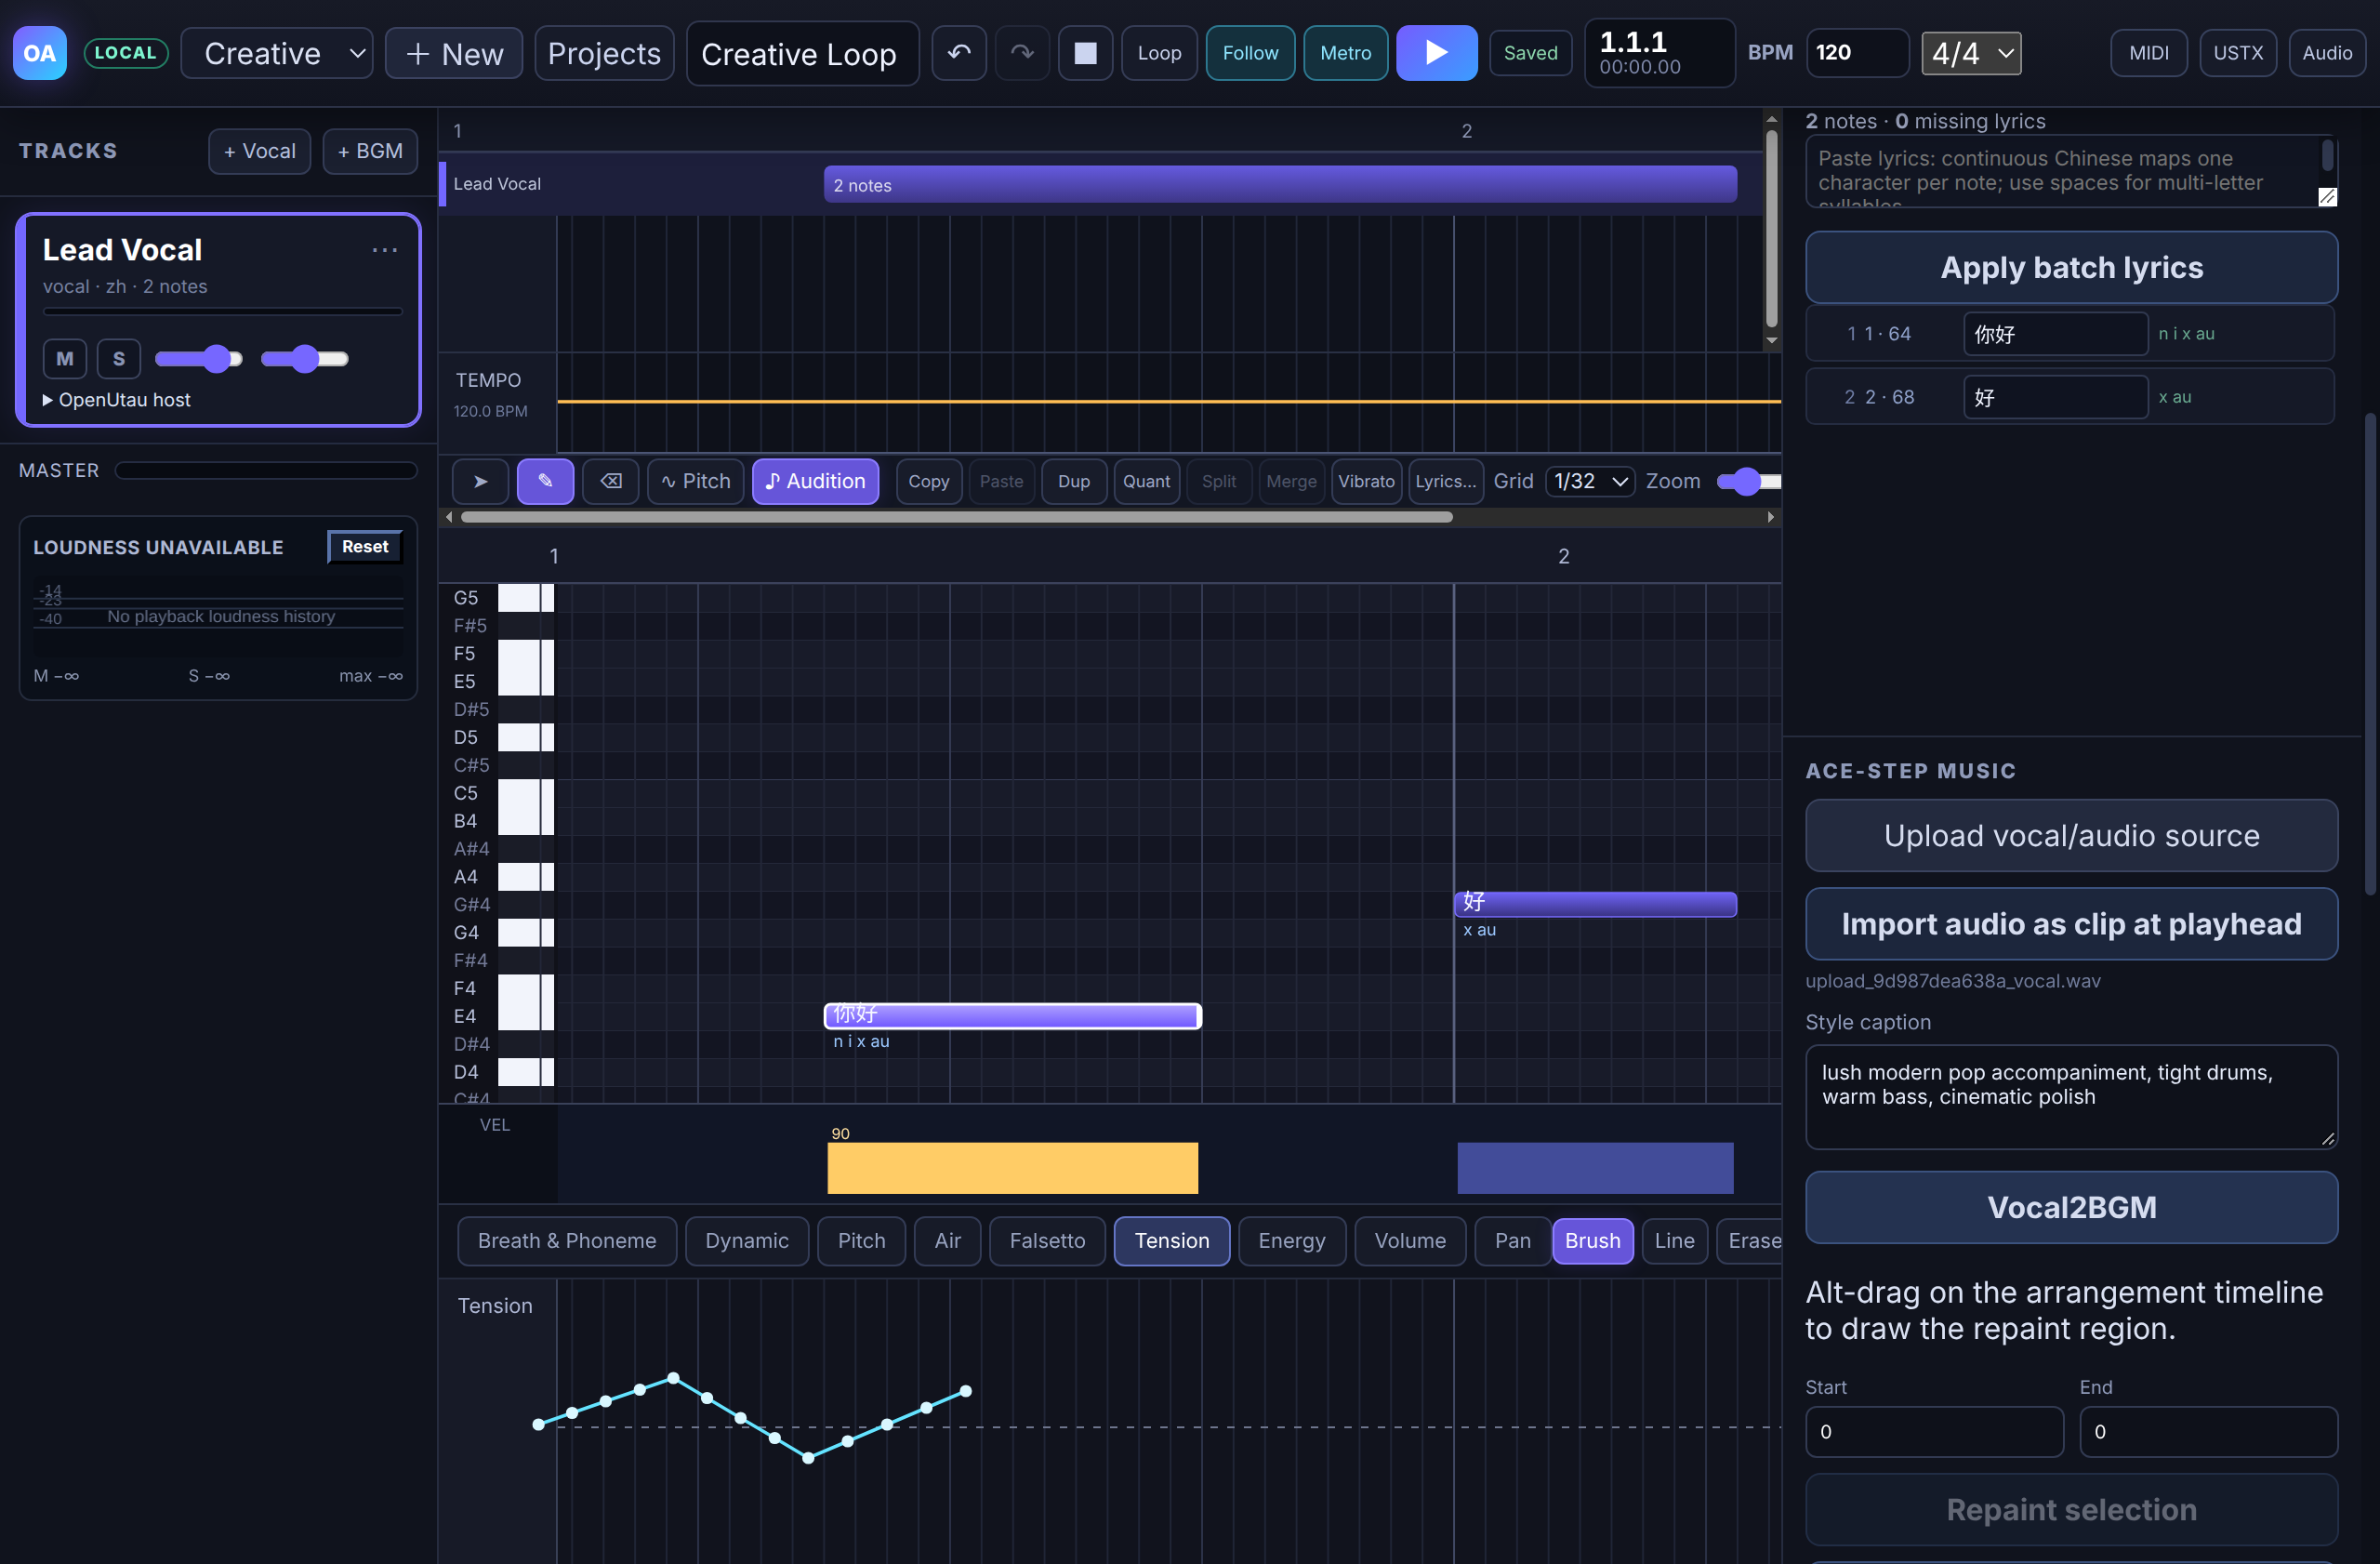 OA LOCAL Creative + New Projects Creative Loop Loop Follow Metro Saved 1.1.1 BPM 120 4/4 MIDI USTX Audio
00:00.00
TRACKS + Vocal + BGM
Lead Vocal
vocal · zh · 2 notes
M S
OpenUtau host
MASTER
LOUDNESS UNAVAILABLE Reset
-14
-23
-40 No playback loudness history
M −∞ S −∞ max −∞
1 2
Lead Vocal 2 notes
TEMPO
120.0 BPM
Pitch Audition Copy Paste Dup Quant Split Merge Vibrato Lyrics... Grid 1/32 Zoom
1 2
G5
F#5
F5
E5
D#5
D5
C#5
C5
B4
A#4
A4
G#4 好
G4 x au
F#4
F4
E4 你好
D#4 n i x au
D4
C#4
VEL
90
Breath & Phoneme Dynamic Pitch Air Falsetto Tension Energy Volume Pan Brush Line Erase
Tension
2 notes · 0 missing lyrics
Paste lyrics: continuous Chinese maps one
character per note; use spaces for multi-letter
syllables
Apply batch lyrics
1 1 · 64 你好 n i x au
2 2 · 68 好 x au
ACE-STEP MUSIC
Upload vocal/audio source
Import audio as clip at playhead
upload_9d987dea638a_vocal.wav
Style caption
lush modern pop accompaniment, tight drums,
warm bass, cinematic polish
Vocal2BGM
Alt-drag on the arrangement timeline
to draw the repaint region.
Start End
0 0
Repaint selection